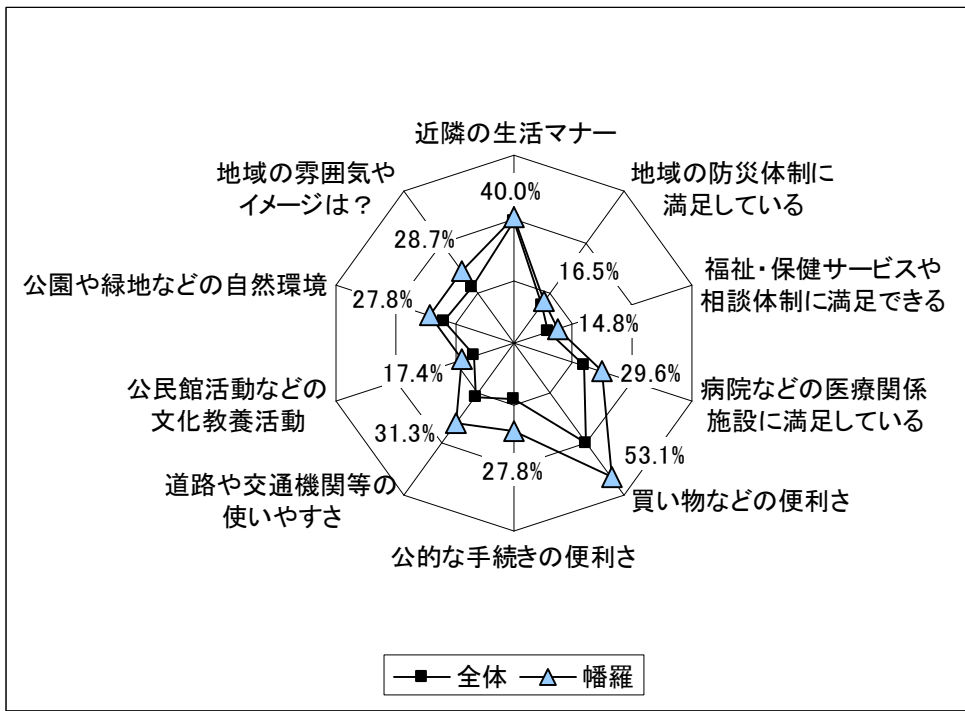 近隣の生活マナー
40.0%
地域の防災体制に
満足している
16.5%
福祉・保健サービスや
相談体制に満足できる
14.8%
病院などの医療関係
施設に満足している
29.6%
買い物などの便利さ
53.1%
公的な手続きの便利さ
27.8%
道路や交通機関等の
使いやすさ
31.3%
公民館活動などの
文化教養活動
17.4%
公園や緑地などの自然環境
27.8%
地域の雰囲気や
イメージは？
28.7%
全体
幡羅